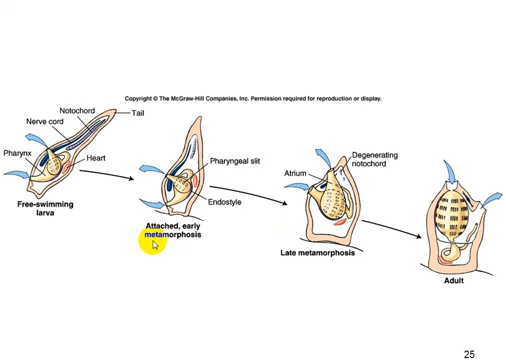 Copyright © The McGraw-Hill Companies, Inc. Permission required for reproduction or display.
Notochord
Tail
Nerve cord
Pharynx
Heart
Free-swimming
larva
Pharyngeal slit
Endostyle
Attached, early
metamorphosis
Degenerating
notochord
Atrium
Late metamorphosis
Adult
25